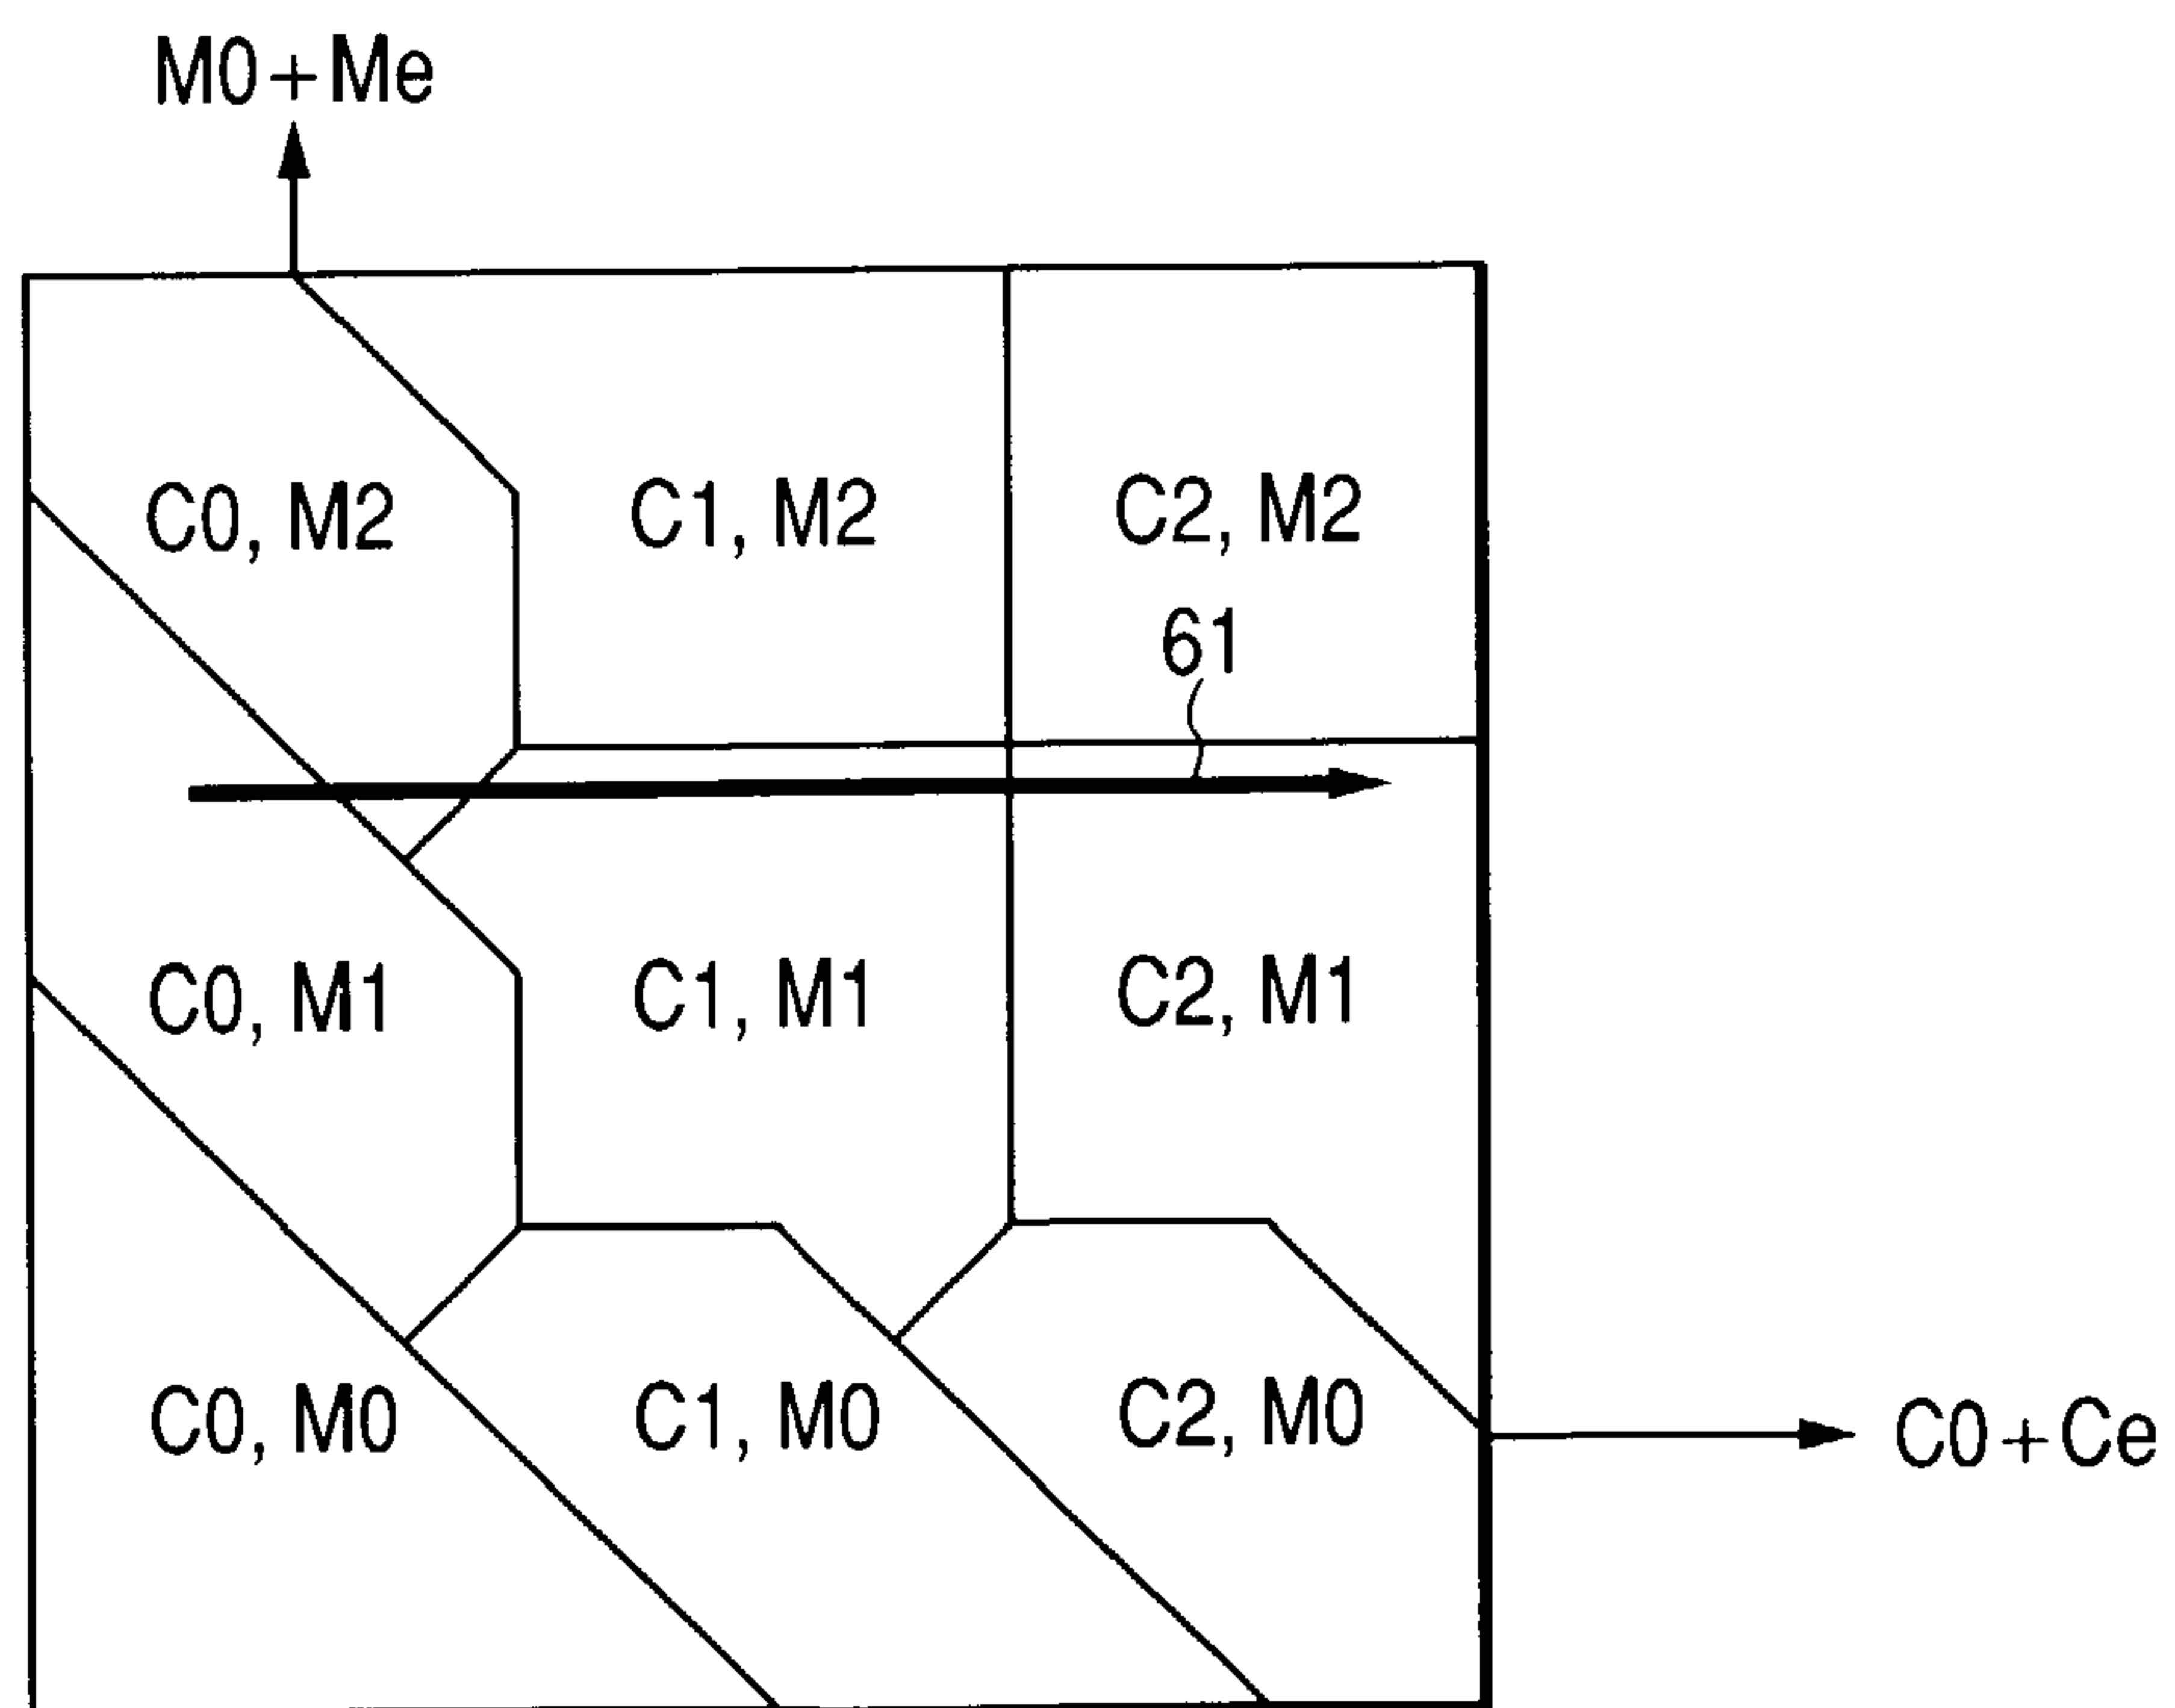 M0+Me
C0, M2
C1, M2
C2, M2
61
C0, M1
C1, M1
C2, M1
C0, M0
C1, M0
C2, M0
C0+Ce